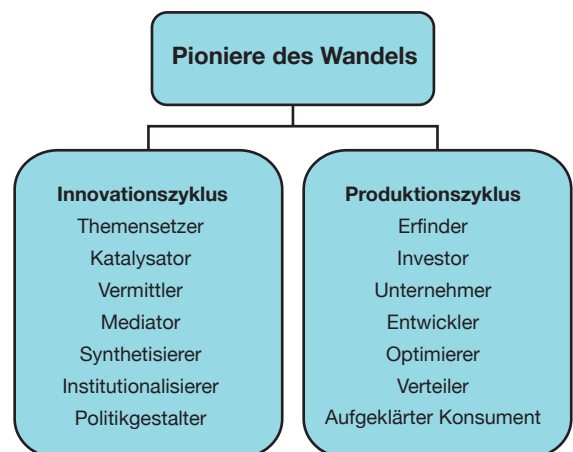 Pioniere des Wandels
Innovationszyklus
Themensetzer
Katalysator
Vermittler
Mediator
Synthetisierer
Institutionalisierer
Politikgestalter
Produktionszyklus
Erfinder
Investor
Unternehmer
Entwickler
Optimierer
Verteiler
Aufgeklärter Konsument